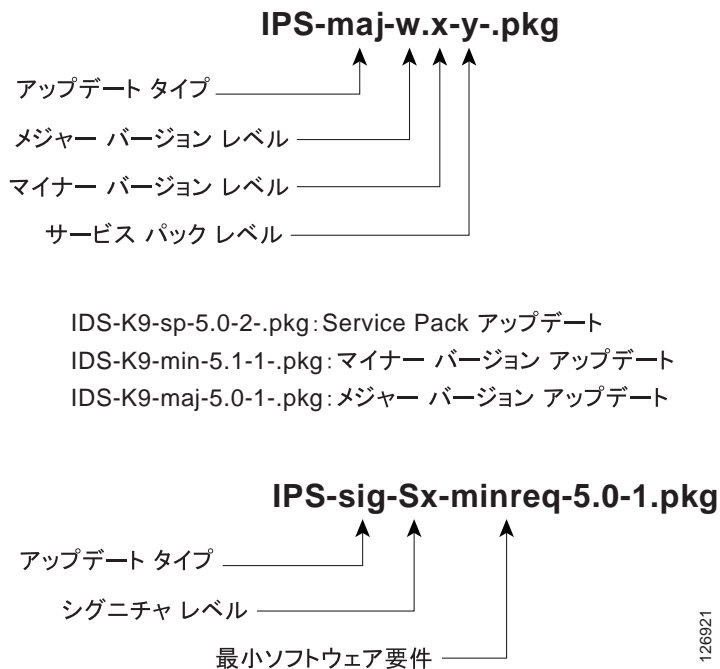 IPS-maj-w.x-y-.pkg
アップデート タイプ
メジャー バージョン レベル
マイナー バージョン レベル
サービス パック レベル
IDS-K9-sp-5.0-2-.pkg：Service Pack アップデート
IDS-K9-min-5.1-1-.pkg：マイナー バージョン アップデート
IDS-K9-maj-5.0-1-.pkg：メジャー バージョン アップデート
IPS-sig-Sx-minreq-5.0-1.pkg
アップデート タイプ
シグニチャ レベル
最小ソフトウェア要件
126921